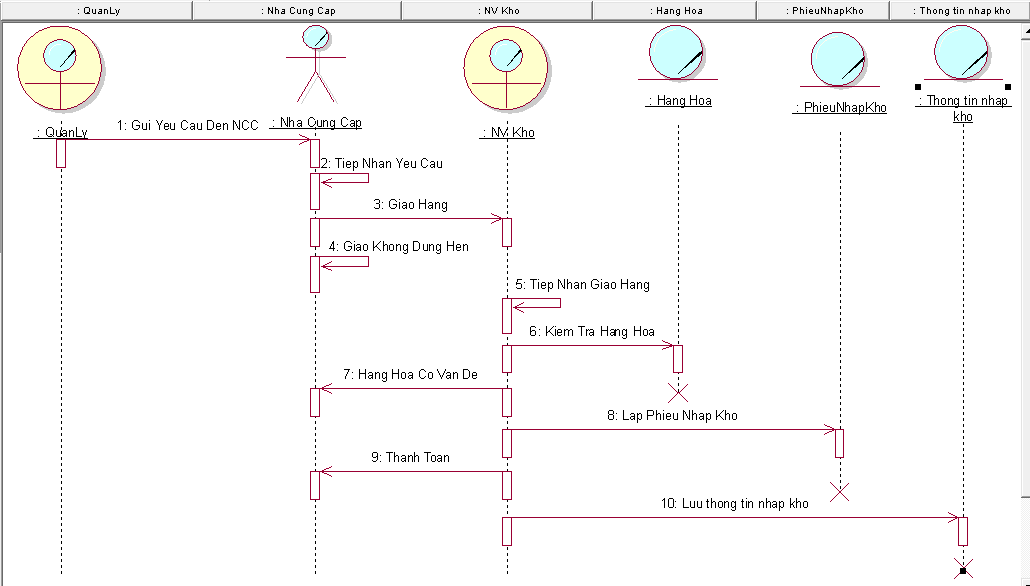 : QuanLy
: Nha Cung Cap
: NV Kho
: Hang Hoa
: PhieuNhapKho
: Thong tin nhap kho
: QuanLy
: Nha Cung Cap
: NV Kho
: Hang Hoa
: PhieuNhapKho
: Thong tin nhap
kho
1: Gui Yeu Cau Den NCC
2: Tiep Nhan Yeu Cau
3: Giao Hang
4: Giao Khong Dung Hen
5: Tiep Nhan Giao Hang
6: Kiem Tra Hang Hoa
7: Hang Hoa Co Van De
8: Lap Phieu Nhap Kho
9: Thanh Toan
10: Luu thong tin nhap kho